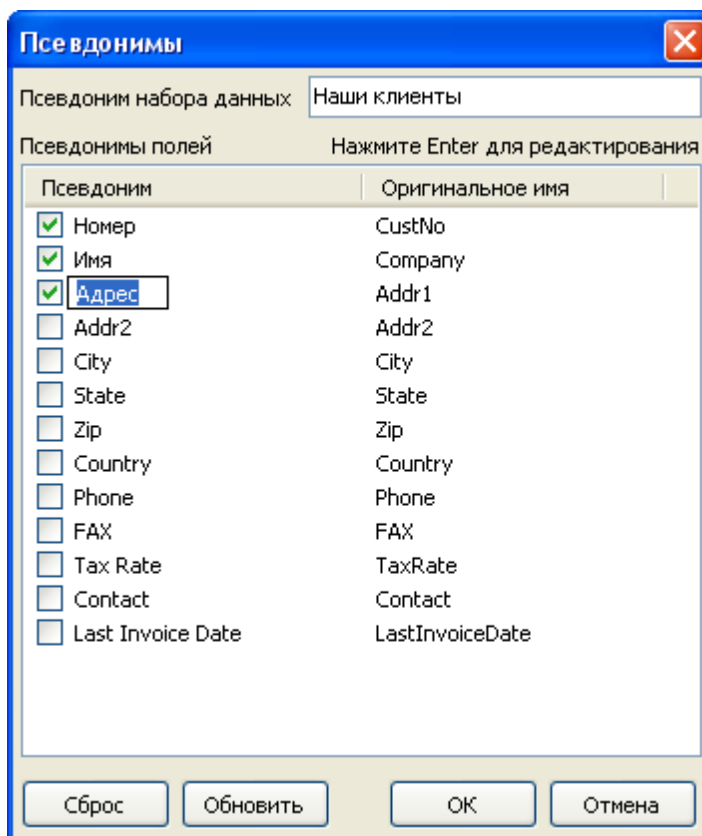 Псевдонимы
Псевдоним набора данных Наши клиенты
Псевдонимы полей Нажмите Enter для редактирования
Псевдоним Оригинальное имя
Номер CustNo
Имя Company
Адрес Addr1
Addr2 Addr2
City City
State State
Zip Zip
Country Country
Phone Phone
FAX FAX
Tax Rate TaxRate
Contact Contact
Last Invoice Date LastInvoiceDate
Сброс Обновить ОК Отмена